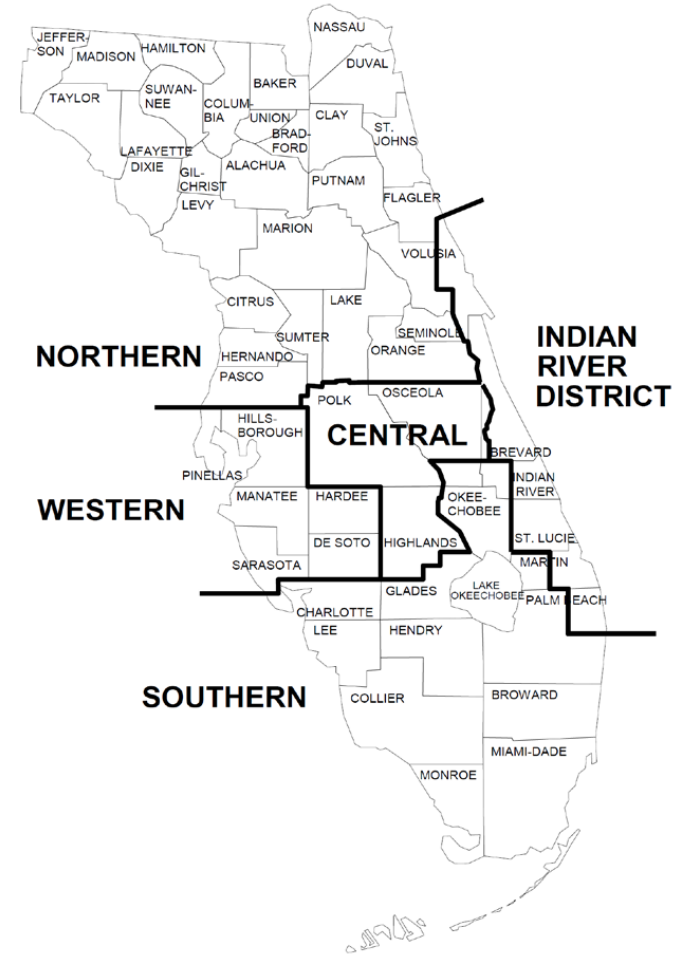 NASSAU
JEFFER-
SON
MADISON
HAMILTON
DUVAL
BAKER
TAYLOR
SUWAN-
NEE
COLUM-
BIA
UNION
CLAY
BRAD-
FORD
ST.
JOHNS
LAFAYETTE
DIXIE
GIL-
CHRIST
ALACHUA
PUTNAM
FLAGLER
LEVY
MARION
VOLUSIA
CITRUS
LAKE
SUMTER
SEMINOLE
ORANGE
HERNANDO
PASCO
NORTHERN
INDIAN
RIVER
DISTRICT
POLK
OSCEOLA
HILLS-
BOROUGH
CENTRAL
BREVARD
PINELLAS
INDIAN
RIVER
WESTERN
MANATEE
HARDEE
OKEE-
CHOBEE
DE SOTO
HIGHLANDS
ST. LUCIE
SARASOTA
MARTIN
GLADES
LAKE
OKEECHOBEE
PALM BEACH
CHARLOTTE
LEE
HENDRY
SOUTHERN
COLLIER
BROWARD
MIAMI-DADE
MONROE